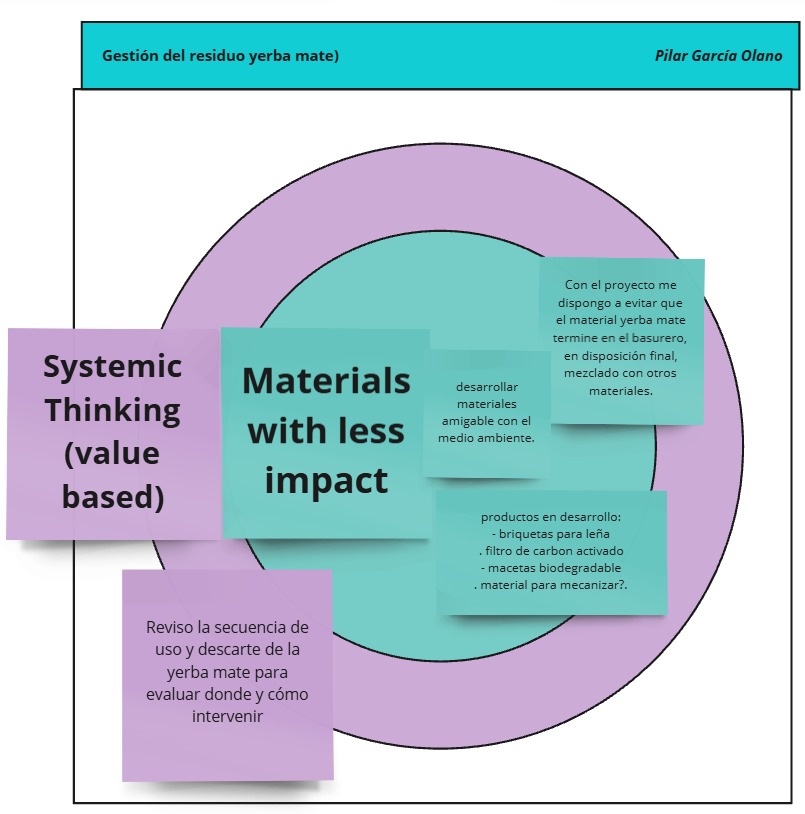 Gestión del residuo yerba mate)
Pilar García Olano
Systemic
Thinking
(value
based)
Materials
with less
impact
desarrollar
materiales
amigable con el
medio ambiente.
Con el proyecto me
dispongo a evitar que
el material yerba mate
termine en el basurero,
en disposición final,
mezclado con otros
materiales.
productos en desarrollo:
- briquetas para leña
. filtro de carbon activado
- macetas biodegradable
. material para mecanizar?.
Reviso la secuencia de
uso y descarte de la
yerba mate para
evaluar donde y cómo
intervenir